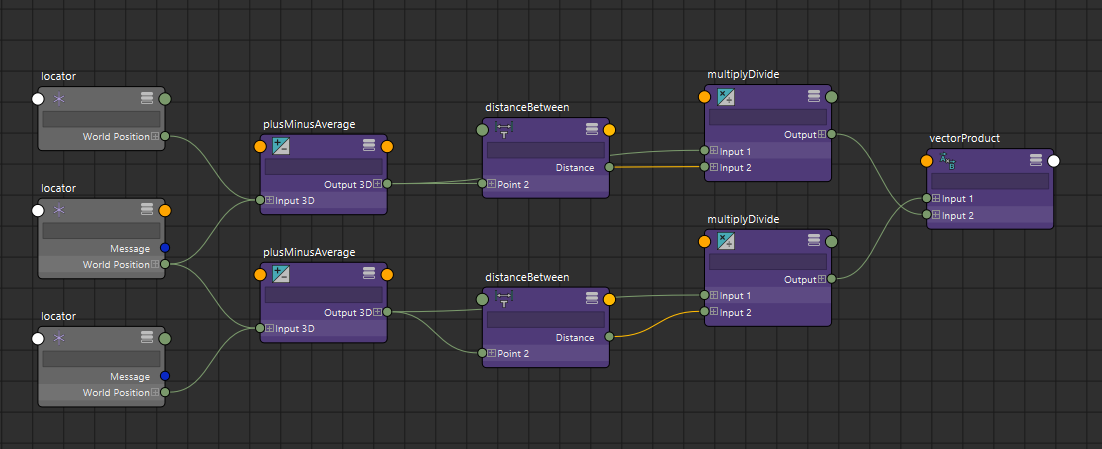 locator
World Position
locator
Message
World Position
locator
Message
World Position
plusMinusAverage
Output 3D
Input 3D
plusMinusAverage
Output 3D
Input 3D
distanceBetween
Distance
Point 2
distanceBetween
Distance
Point 2
multiplyDivide
Output
Input 1
Input 2
multiplyDivide
Output
Input 1
Input 2
vectorProduct
Input 1
Input 2